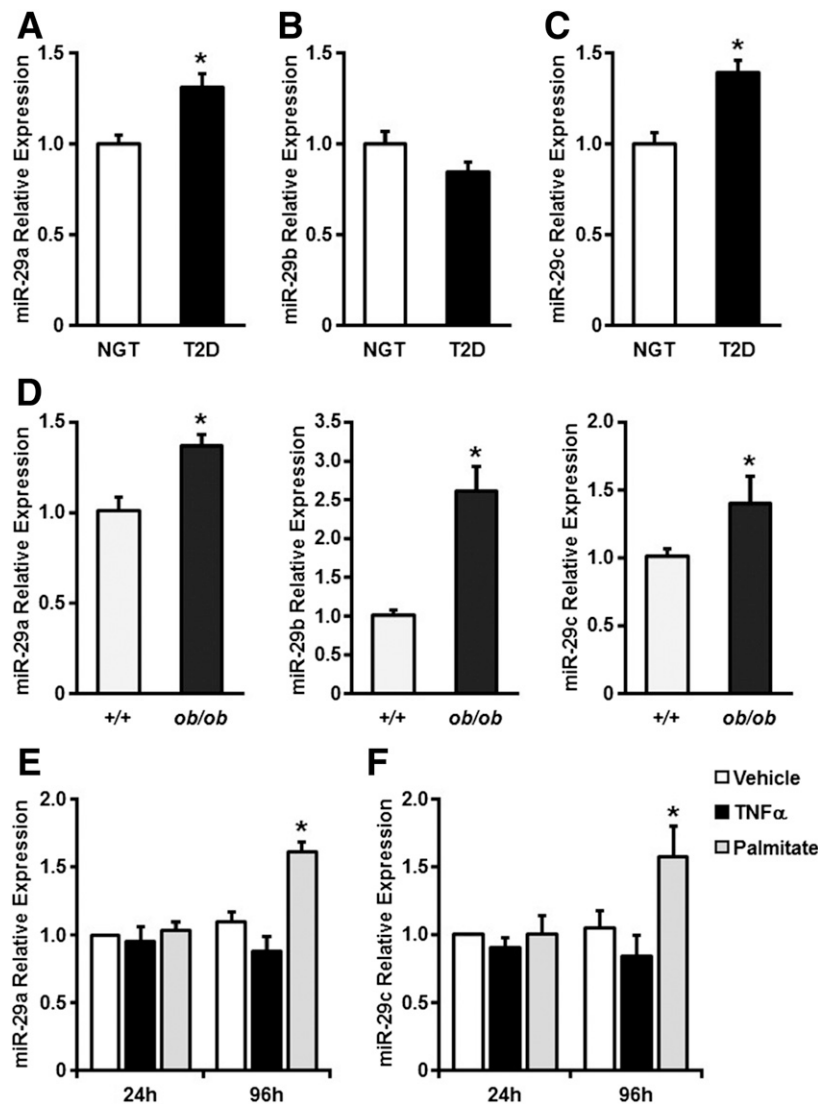 A
miR-29a Relative Expression
1.5
1.0
0.5
0
*
NGT
T2D
B
miR-29b Relative Expression
1.5
1.0
0.5
0
NGT
T2D
C
miR-29c Relative Expression
1.5
1.0
0.5
0
*
NGT
T2D
D
miR-29a Relative Expression
1.5
1.0
0.5
0
*
+/+
ob/ob
miR-29b Relative Expression
3.5
3.0
2.5
2.0
1.5
1.0
0.5
0
*
+/+
ob/ob
miR-29c Relative Expression
2.0
1.5
1.0
0.5
0
*
+/+
ob/ob
E
miR-29a Relative Expression
2.0
1.5
1.0
0.5
0
*
24h
96h
F
miR-29c Relative Expression
2.0
1.5
1.0
0.5
0
*
24h
96h
Vehicle
TNFα
Palmitate